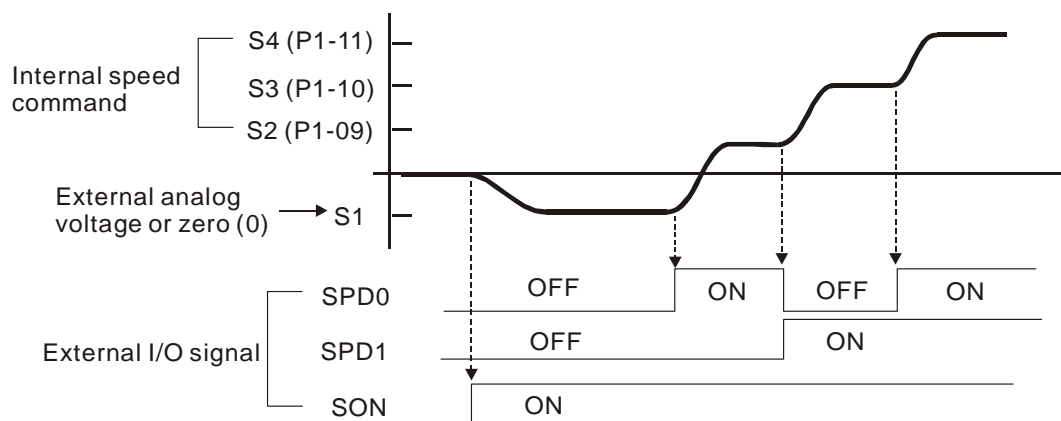 S4 (P1-11)
Internal speed
command
S3 (P1-10)
S2 (P1-09)
External analog
voltage or zero (0)
S1
SPD0
OFF
ON
OFF
ON
External I/O signal
SPD1
OFF
ON
SON
ON